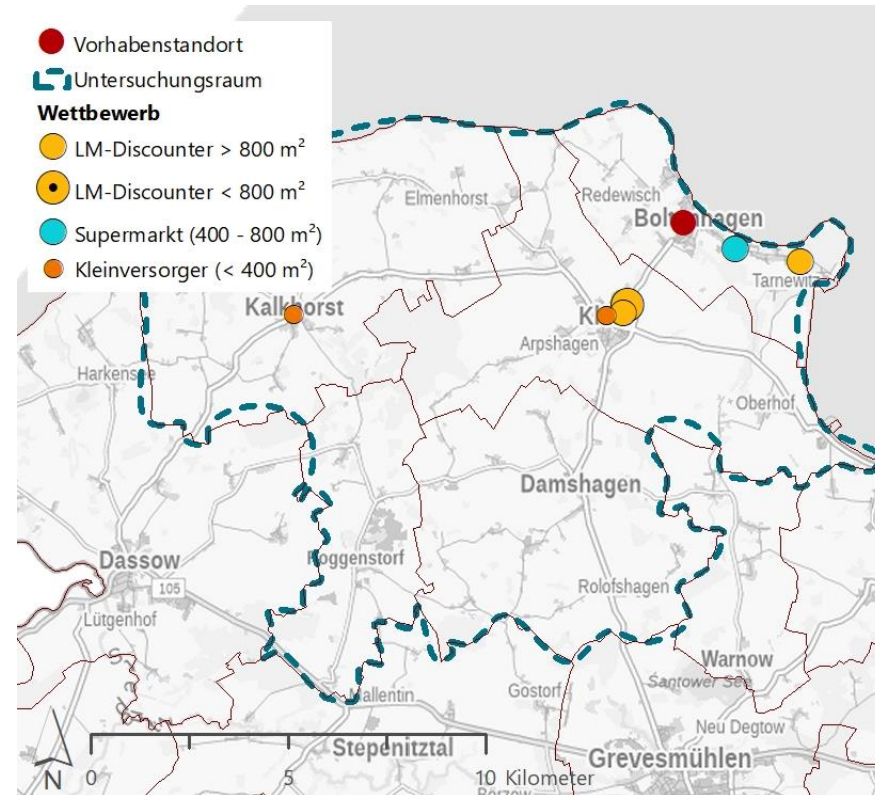 Vorhabenstandort
Untersuchungsraum
Wettbewerb
LM-Discounter > 800 m²
LM-Discounter < 800 m²
Supermarkt (400 - 800 m²)
Kleinversorger (< 400 m²)
Elmenhorst
Redewisch
Tarnewitz
Kalkhorst
Kl
Arpshagen
Harkensee
Oberhof
Damshagen
Roggenstorf
Dassow
105
Rolofshagen
Lütgenhof
Warnow
Santower See
Mallentin
Gostorf
Neu Degtow
Stepenitztal
Grevesmühlen
N
0
5
10 Kilometer